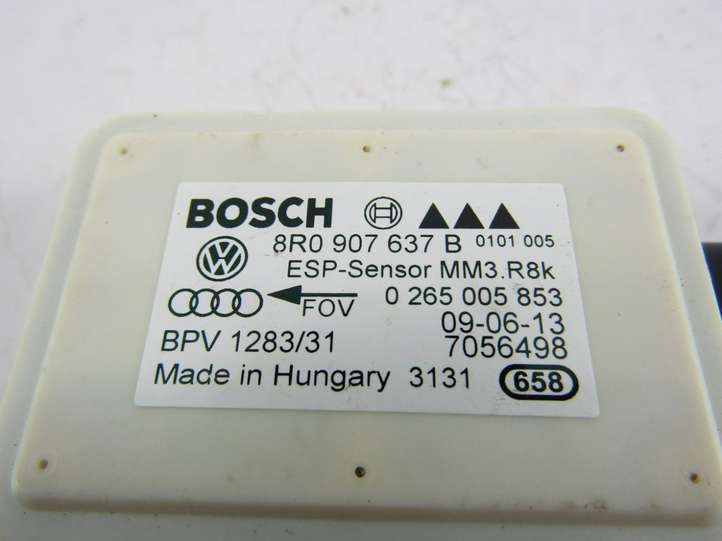 BOSCH
8R0 907 637 B 0101 005
ESP-Sensor MM3.R8k
FOV 0 265 005 853
09-06-13
BPV 1283/31 7056498
Made in Hungary 3131 658